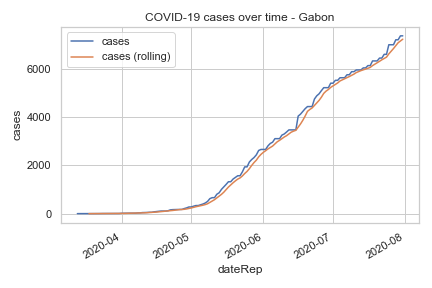 COVID-19 cases over time - Gabon
cases
cases (rolling)
6000
4000
2000
0
cases
2020-04
2020-05
2020-06
2020-07
2020-08
dateRep